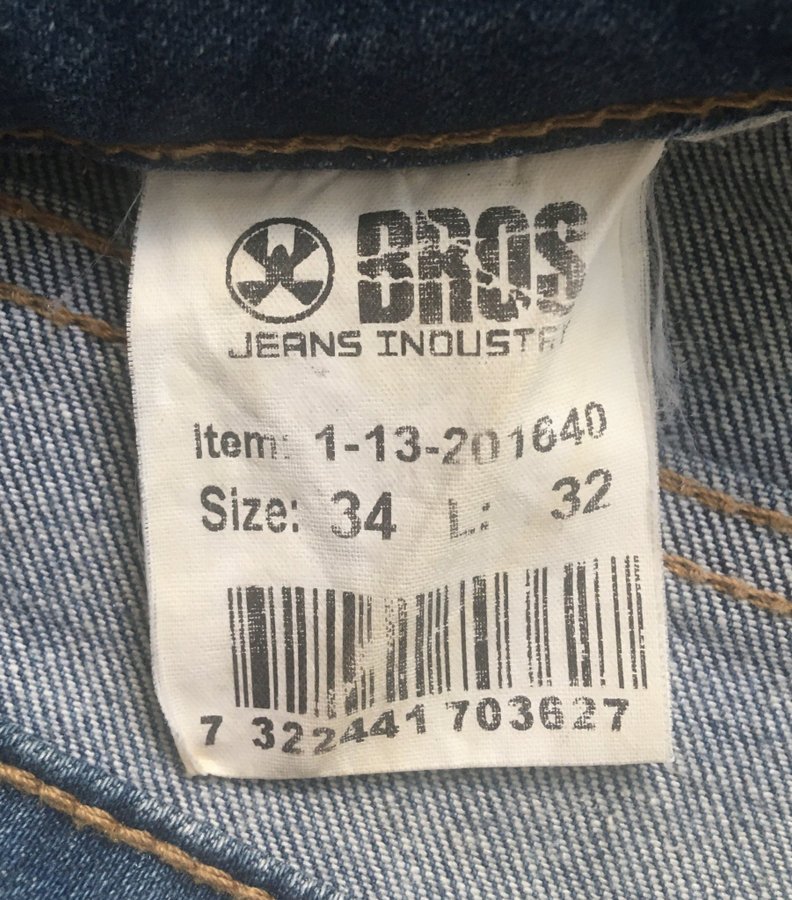 BROS
JEANS INDUSTR
Item: 1-13-201640
Size: 34 L: 32
7 322441 703627